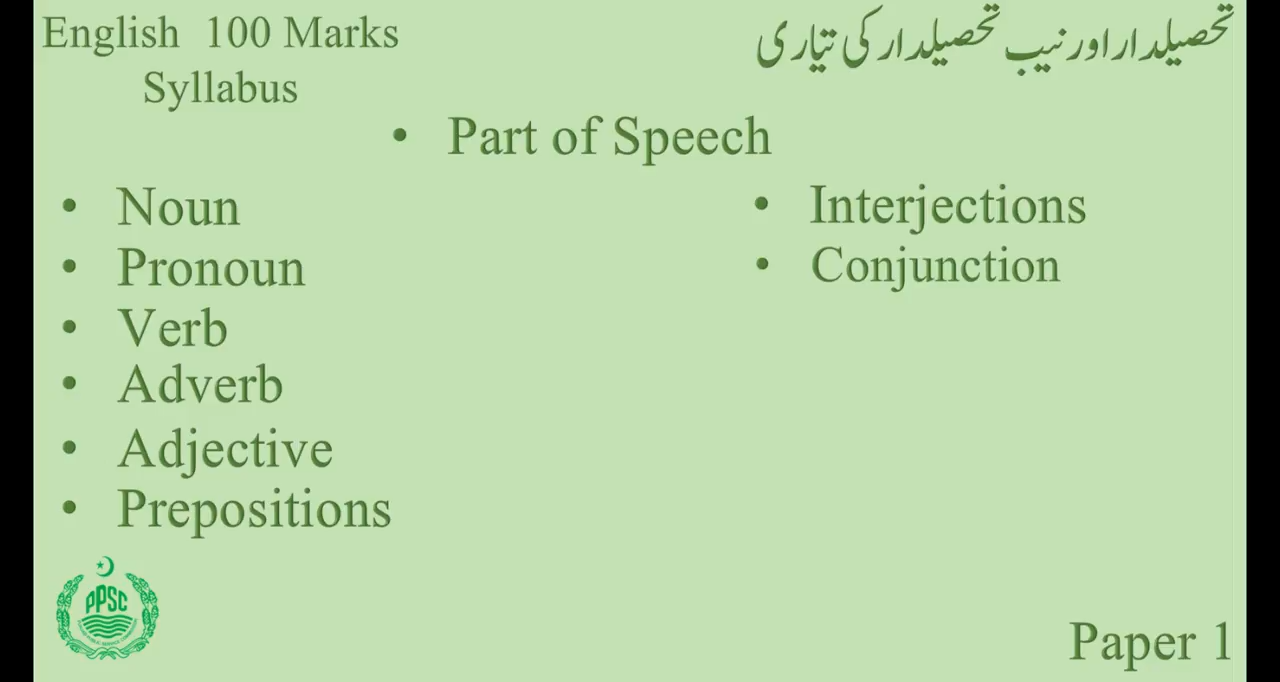 English 100 Marks
Syllabus
تحصیلدار اور نیب تحصیلدار کی تیاری
• Part of Speech
• Noun
• Pronoun
• Verb
• Adverb
• Adjective
• Prepositions
• Interjections
• Conjunction
PPSC
Paper 1